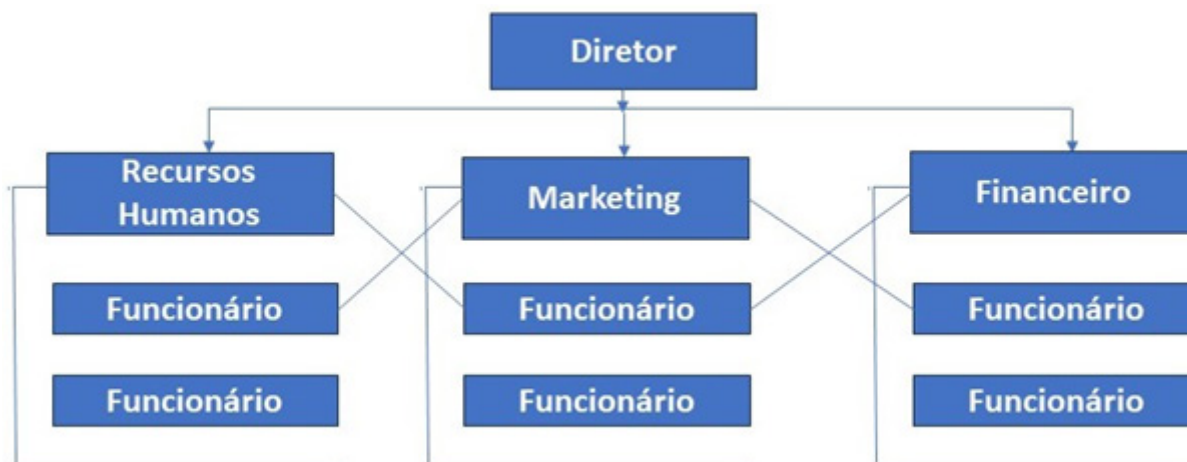 Diretor
Recursos
Humanos
Marketing
Financeiro
Funcionário
Funcionário
Funcionário
Funcionário
Funcionário
Funcionário